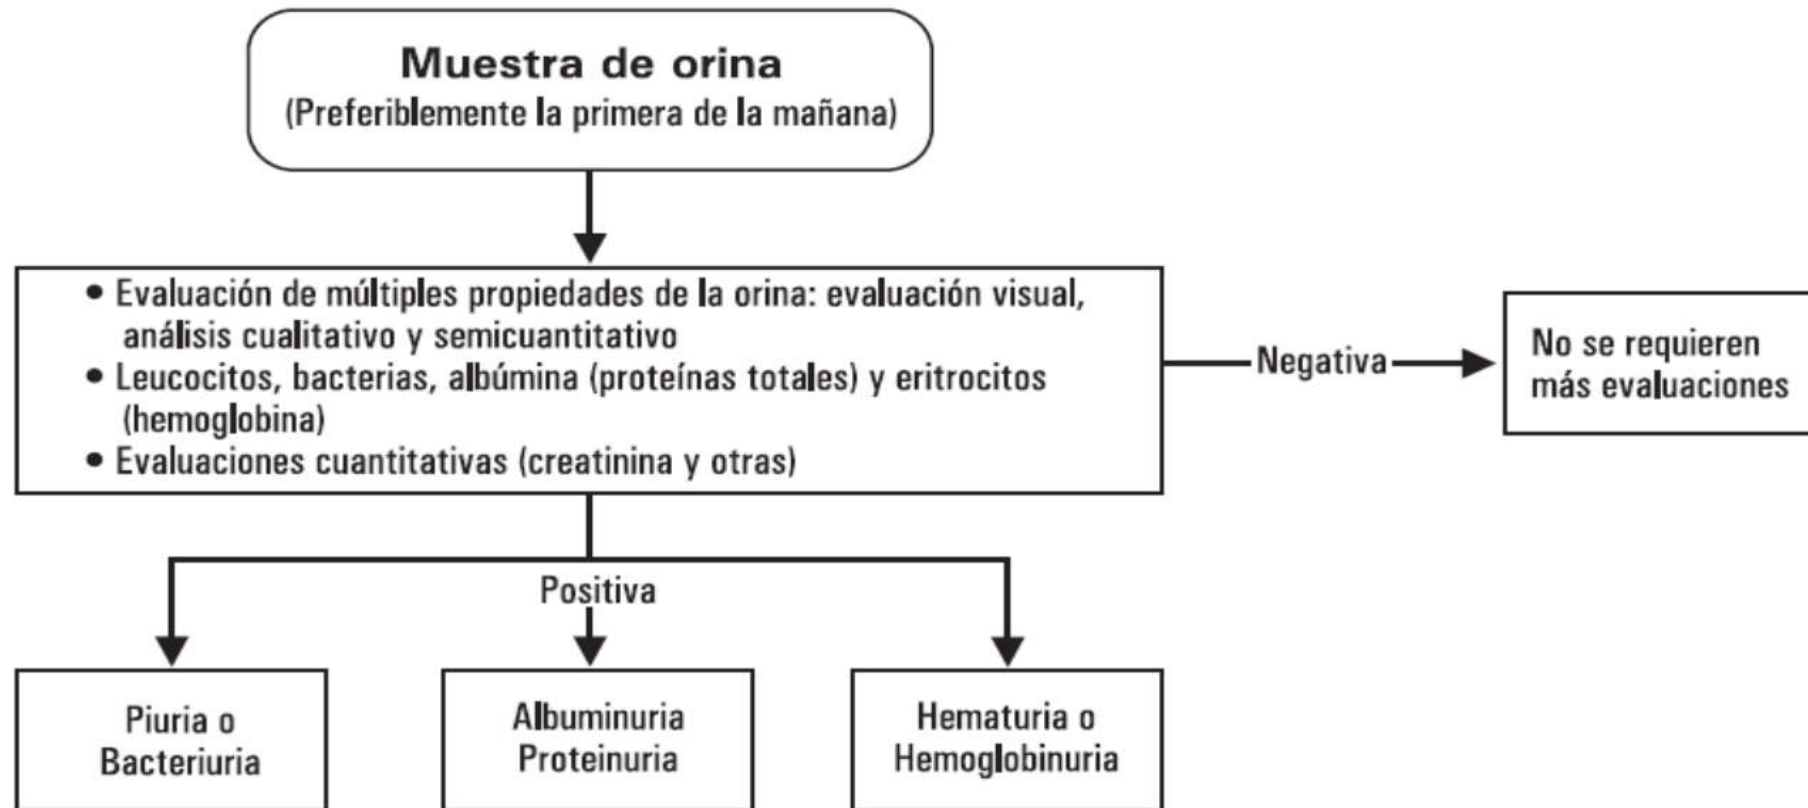 Muestra de orina
(Preferiblemente la primera de la mañana)
• Evaluación de múltiples propiedades de la orina: evaluación visual,
análisis cualitativo y semicuantitativo
• Leucocitos, bacterias, albúmina (proteínas totales) y eritrocitos
(hemoglobina)
• Evaluaciones cuantitativas (creatinina y otras)
Negativa
No se requieren
más evaluaciones
Positiva
Piuria o
Bacteriuria
Albuminuria
Proteinuria
Hematuria o
Hemoglobinuria